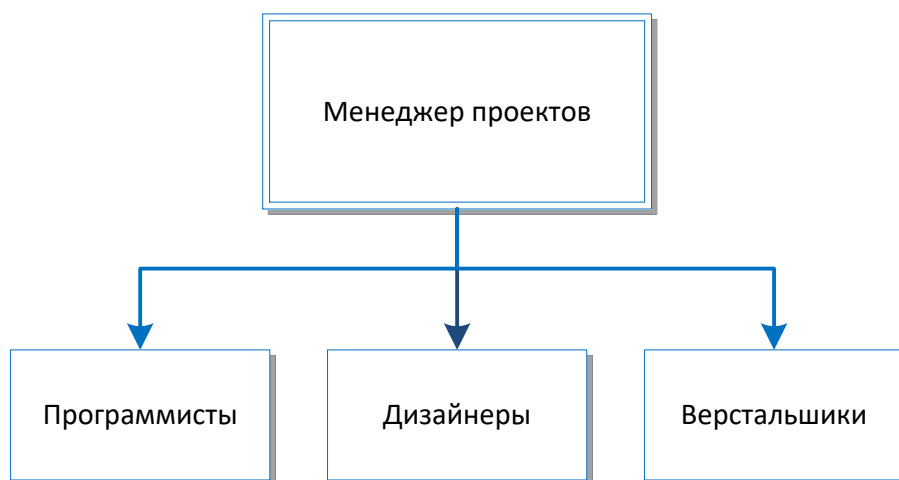 Менеджер проектов
Программисты
Дизайнеры
Верстальшики